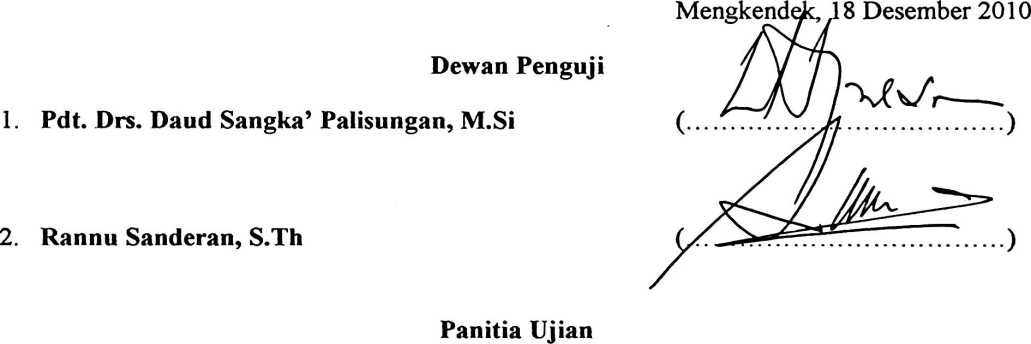 Mengkendek, 18 Desember 2010
Dewan Penguji
1. Pdt. Drs. Daud Sangka' Palisungan, M.Si (........................................)
2. Rannu Sanderan, S.Th (........................................)
Panitia Ujian